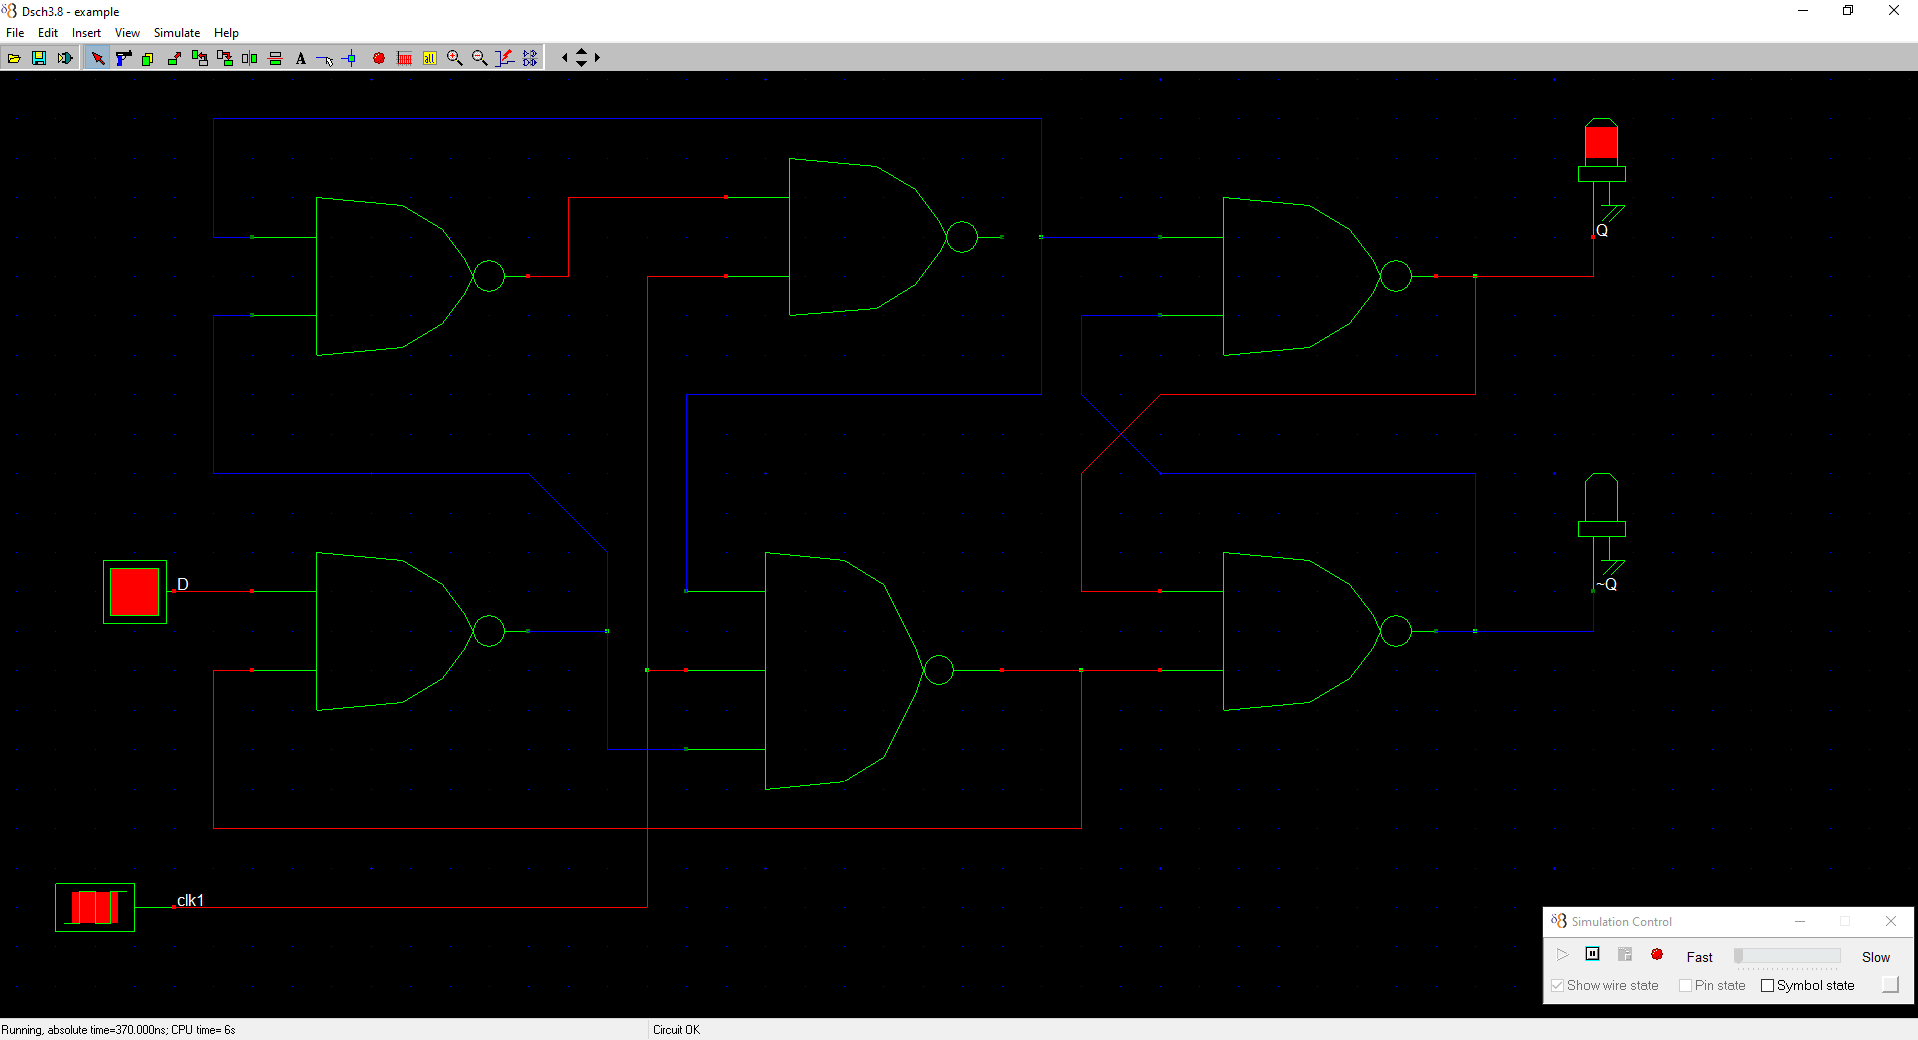 Dsch3.8 - example
File Edit Insert View Simulate Help
A all
Q
D
~Q
clk1
Simulation Control
Fast Slow
Show wire state Pin state Symbol state
Running, absolute time=370.000ns; CPU time= 6s Circuit OK